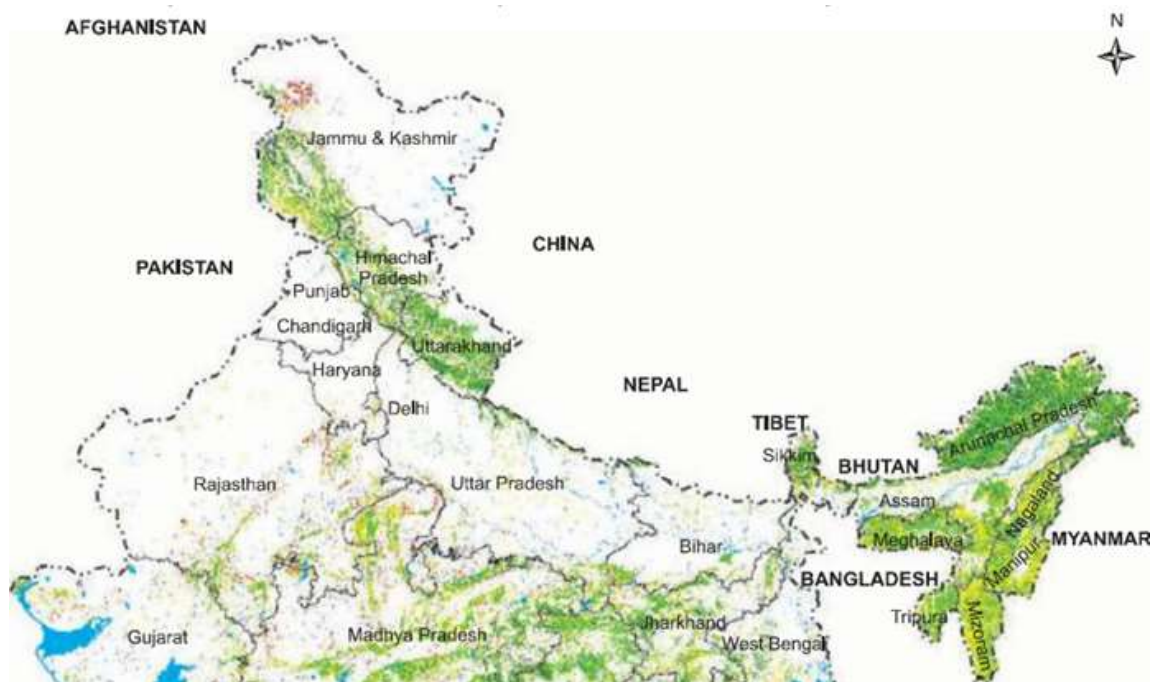 AFGHANISTAN
N
Jammu & Kashmir
CHINA
PAKISTAN
Himachal
Pradesh
Punjab
Chandigarh
Uttarakhand
Haryana
NEPAL
Delhi
TIBET
Arunachal Pradesh
Sikkim
BHUTAN
Rajasthan
Uttar Pradesh
Assam
Nagaland
Meghalaya
MYANMAR
Bihar
Manipur
BANGLADESH
Jharkhand
Tripura
Mizoram
Gujarat
Madhya Pradesh
West Bengal